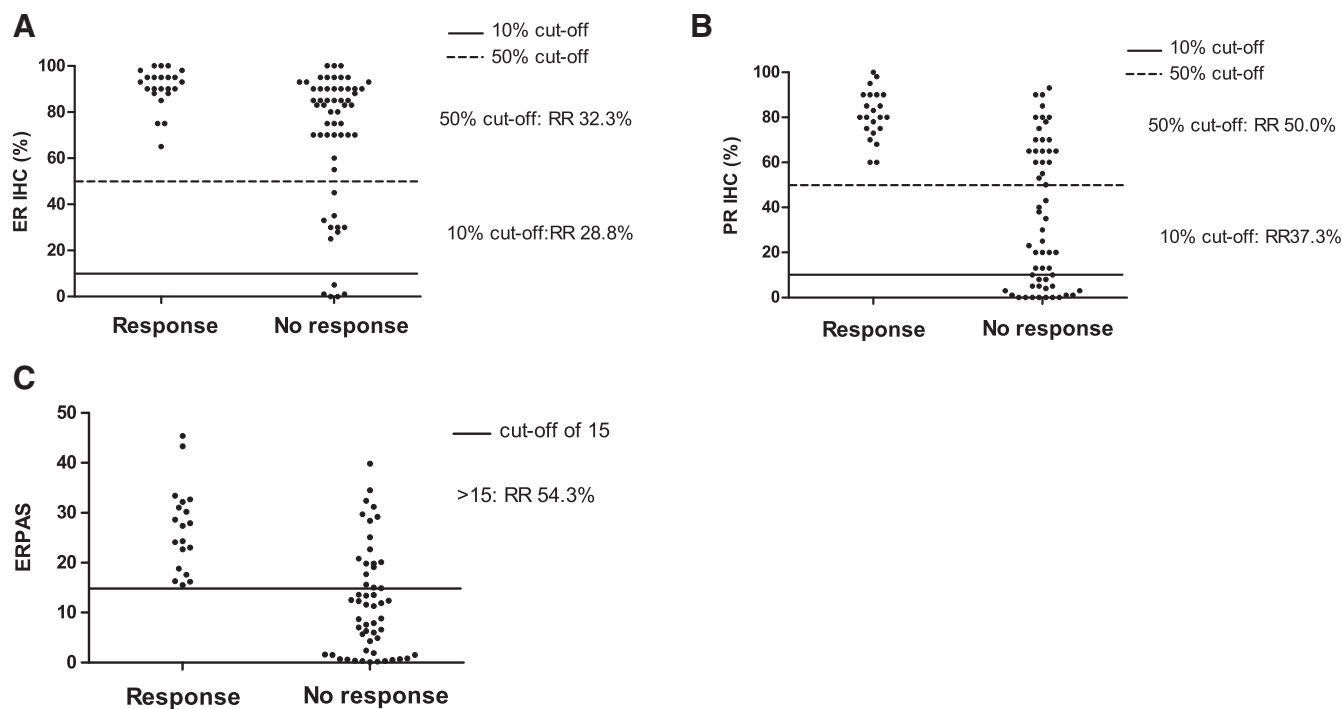 A
10% cut-off
50% cut-off
100
80
60
40
20
0
ER IHC (%)
50% cut-off: RR 32.3%
10% cut-off:RR 28.8%
Response
No response
B
10% cut-off
50% cut-off
100
80
60
40
20
0
PR IHC (%)
50% cut-off: RR 50.0%
10% cut-off: RR37.3%
Response
No response
C
50
40
30
20
10
0
ERPAS
cut-off of 15
>15: RR 54.3%
Response
No response